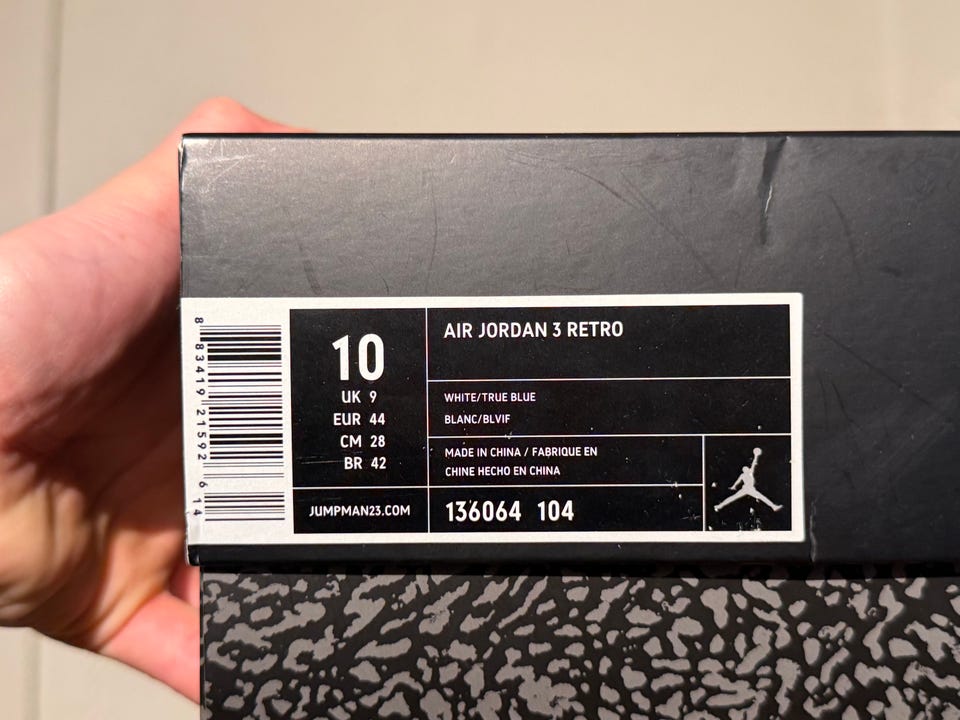 8 83419 21592 6 14
10
UK 9
EUR 44
CM 28
BR 42
JUMPMAN23.COM
AIR JORDAN 3 RETRO
WHITE/TRUE BLUE
BLANC/BLVIF
MADE IN CHINA / FABRIQUE EN
CHINE HECHO EN CHINA
136064 104